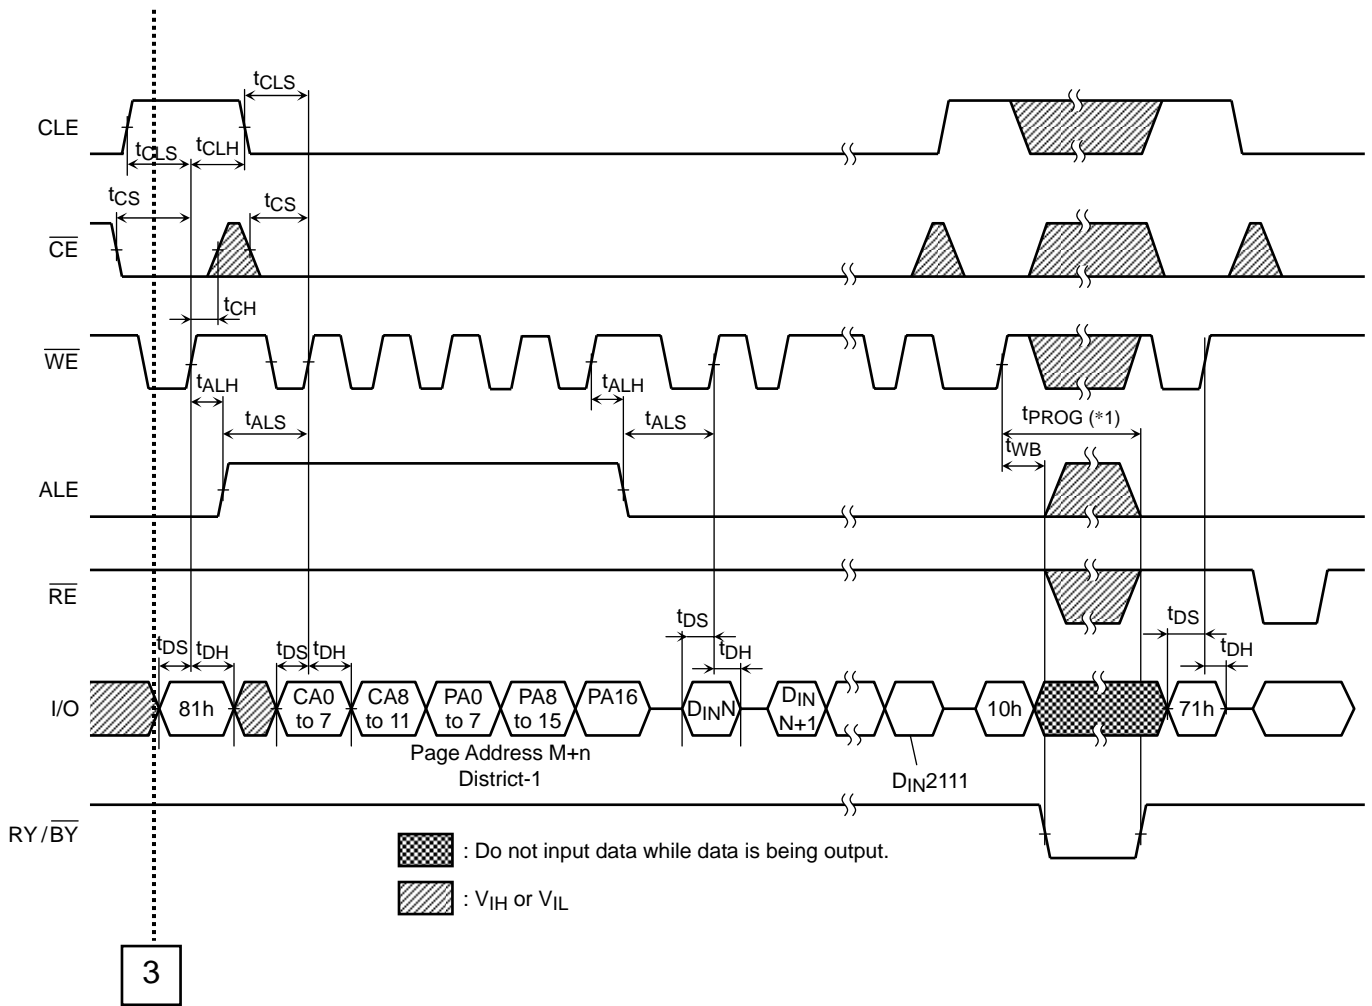 tCLS
CLE
tCLS
tCLH
tCS
tCS
CE
tCH
WE
tALH
tALH
tALS
tALS
tPROG (*1)
tWB
ALE
RE
tDS
tDH
tDS
tDH
tDS
tDH
tDS
tDH
I/O
81h
CA0
to 7
CA8
to 11
PA0
to 7
PA8
to 15
PA16
DINN
DIN
N+1
10h
71h
Page Address M+n
District-1
DIN2111
RY/BY
: Do not input data while data is being output.
: VIH or VIL
3